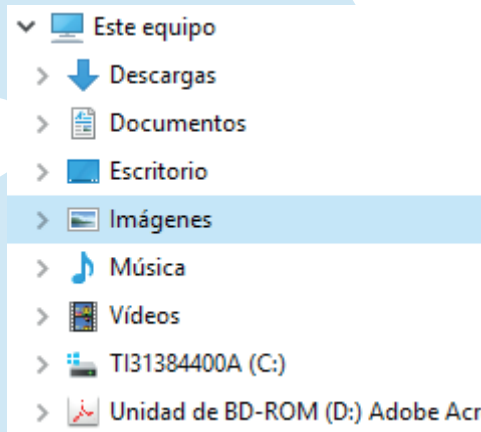 Este equipo
Descargas
Documentos
Escritorio
Imágenes
Música
Vídeos
TI31384400A (C:)
Unidad de BD-ROM (D:) Adobe Acr